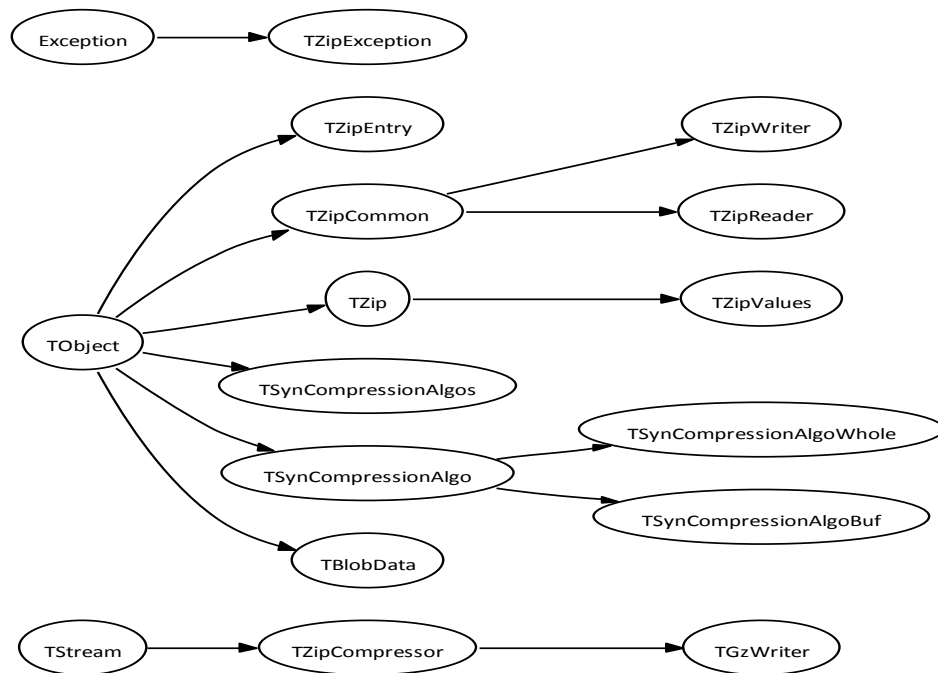 Exception
TZipException
TZipEntry
TZipWriter
TZipCommon
TZipReader
TZip
TZipValues
TObject
TSynCompressionAlgos
TSynCompressionAlgoWhole
TSynCompressionAlgo
TSynCompressionAlgoBuf
TBlobData
TStream
TZipCompressor
TGzWriter